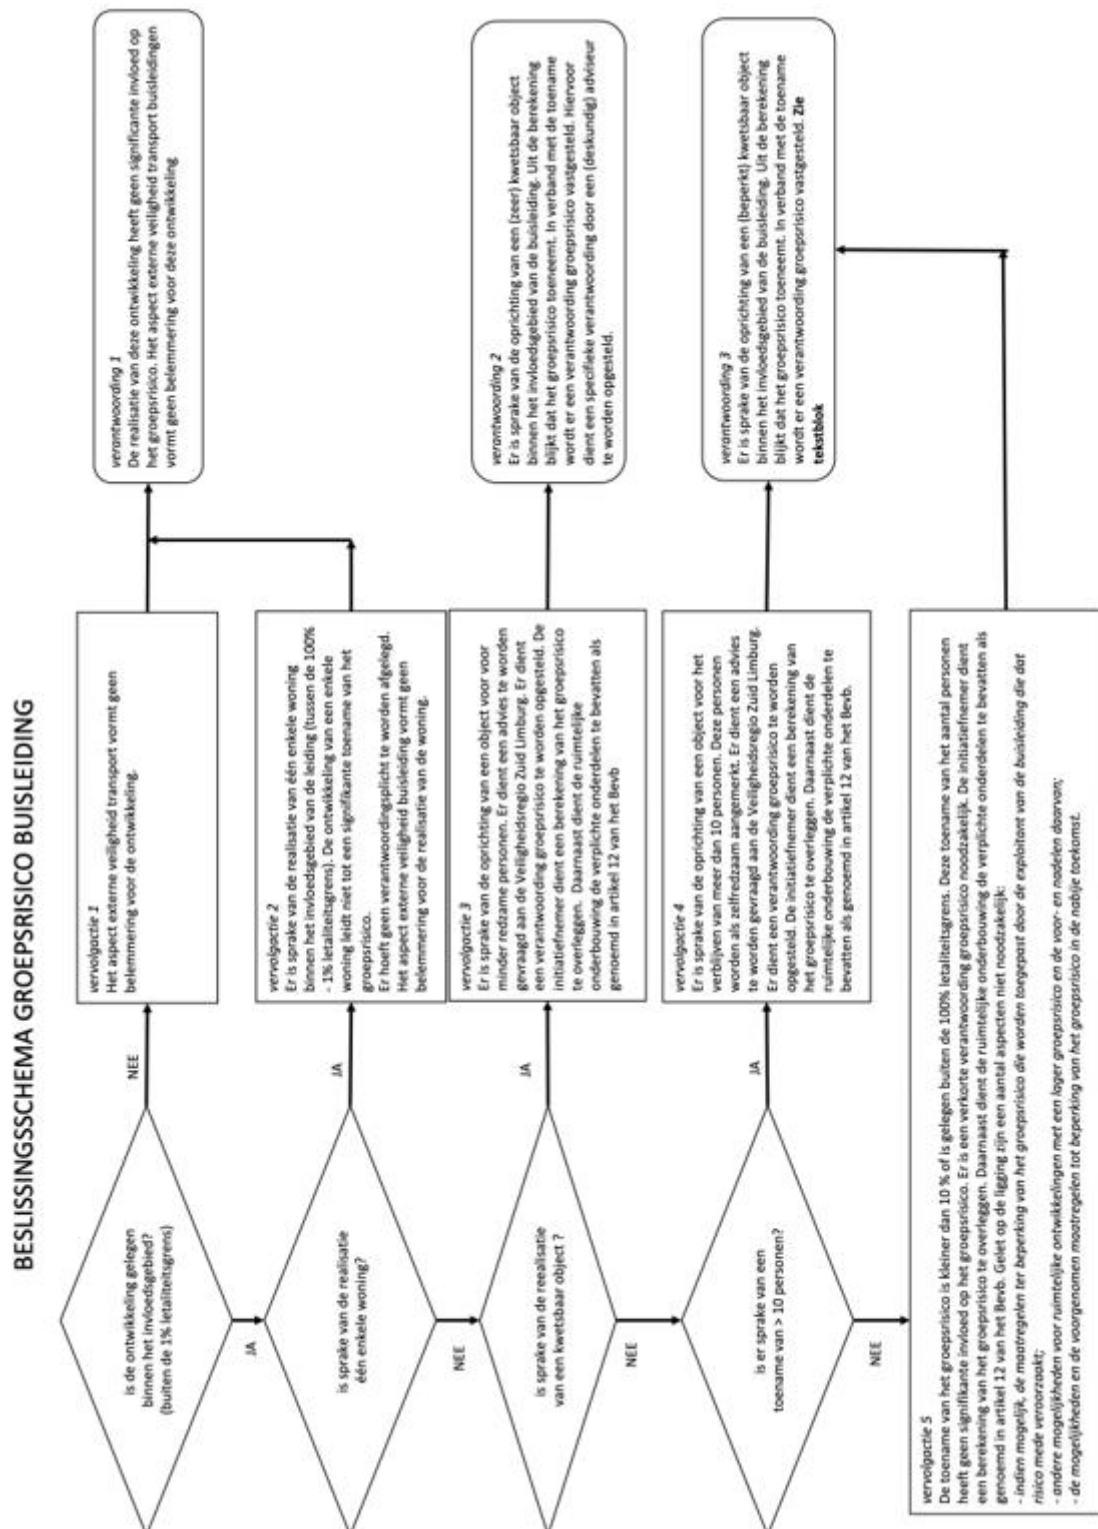 BESLISSINGSSCHEMA GROEPSRISICO BUISLEIDING
is de ontwikkeling gelegen
binnen het invloedsgebied?
(buiten de 1% letaliteitsgrens)
NEE
vervolgactie 1
Het aspect externe veiligheid transport vormt geen
belemmering voor de ontwikkeling.
verantwoording 1
De realisatie van deze ontwikkeling heeft geen significante invloed op
het groepsrisico. Het aspect externe veiligheid transport buisleidingen
vormt geen belemmering voor deze ontwikkeling
JA
is sprake van de realisatie
één enkele woning?
JA
vervolgactie 2
Er is sprake van de realisatie van één enkele woning
binnen het invloedsgebied van de leiding (tussen de 100%
- 1% letaliteitsgrens). De ontwikkeling van een enkele
woning leidt niet tot een signifikante toename van het
groepsrisico.
Er hoeft geen verantwoordingsplicht te worden afgelegd.
Het aspect externe veiligheid buisleiding vormt geen
belemmering voor de realisatie van de woning.
NEE
is sprake van de reealisatie
van een kwetsbaar object ?
JA
vervolgactie 3
Er is sprake van de oprichting van een object voor voor
minder redzame personen. Er dient een advies te worden
gevraagd aan de Veiligheidsregio Zuid Limburg. Er dient
een verantwoording groepsrisico te worden opgesteld. De
initiatiefnemer dient een berekening van het groepsrisico
te overleggen. Daarnaast dient de ruimtelijke
onderbouwing de verplichte onderdelen te bevatten als
genoemd in artikel 12 van het Bevb
verantwoording 2
Er is sprake van de oprichting van een (zeer) kwetsbaar object
binnen het invloedsgebied van de buisleiding. Uit de berekening
blijkt dat het groepsrisico toeneemt. In verband met de toename
wordt er een verantwoording groepsrisico vastgesteld. Hiervoor
dient een specifieke verantwoording door een (deskundig) adviseur
te worden opgesteld.
NEE
is er sprake van een
toename van > 10 personen?
JA
vervolgactie 4
Er is sprake van de oprichting van een object voor het
verblijven van meer dan 10 personen. Deze personen
worden als zelfredzaam aangemerkt. Er dient een advies
te worden gevraagd aan de Veiligheidsregio Zuid Limburg.
Er dient een verantwoording groepsrisico te worden
opgesteld. De initiatiefnemer dient een berekening van
het groepsrisico te overleggen. Daarnaast dient de
ruimtelijke onderbouwing de verplichte onderdelen te
bevatten als genoemd in artikel 12 van het Bevb.
verantwoording 3
Er is sprake van de oprichting van een (beperkt) kwetsbaar object
binnen het invloedsgebied van de buisleiding. Uit de berekening
blijkt dat het groepsrisico toeneemt. In verband met de toename
wordt er een verantwoording groepsrisico vastgesteld. Zie
tekstblok
NEE
vervolgactie 5
De toename van het groepsrisico is kleiner dan 10 % of is gelegen buiten de 100% letaliteitsgrens. Deze toename van het aantal personen
heeft geen signifikante invloed op het groepsrisico. Er is een verkorte verantwoording groepsrisico noodzakelijk. De initiatiefnemer dient
een berekening van het groepsrisico te overleggen. Daarnaast dient de ruimtelijke onderbouwing de verplichte onderdelen te bevatten als
genoemd in artikel 12 van het Bevb. Gelet op de ligging zijn een aantal aspecten niet noodzakelijk:
- indien mogelijk, de maatregelen ter beperking van het groepsrisico die worden toegepast door de exploitant van de buisleiding die dat
risico mede veroorzaakt;
- andere mogelijkheden voor ruimtelijke ontwikkelingen met een lager groepsrisico en de voor- en nadelen daarvan;
- de mogelijkheden en de voorgenomen maatregelen tot beperking van het groepsrisico in de nabije toekomst.